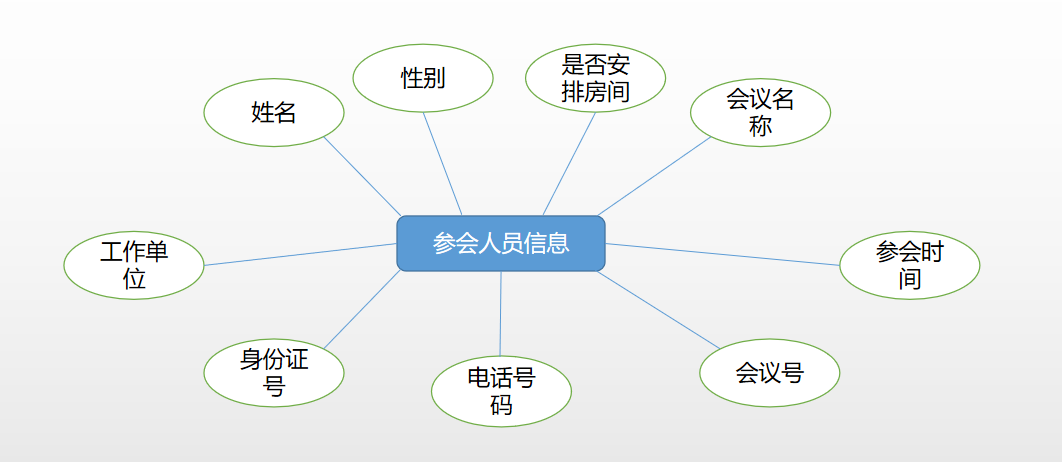 性别
是否安
排房间
姓名
会议名
称
参会人员信息
工作单
位
参会时
间
身份证
号
电话号
码
会议号